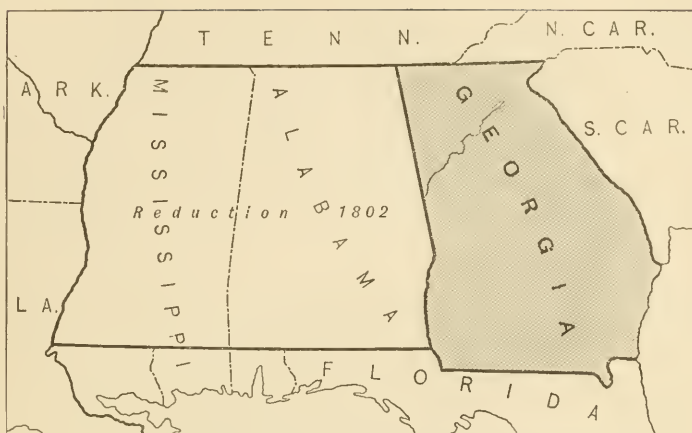 TENN.
N. CAR.
ARK.
MISSISSIPPI
ALABAMA
GEORGIA
S. CAR.
Reduction 1802
LA.
FLORIDA